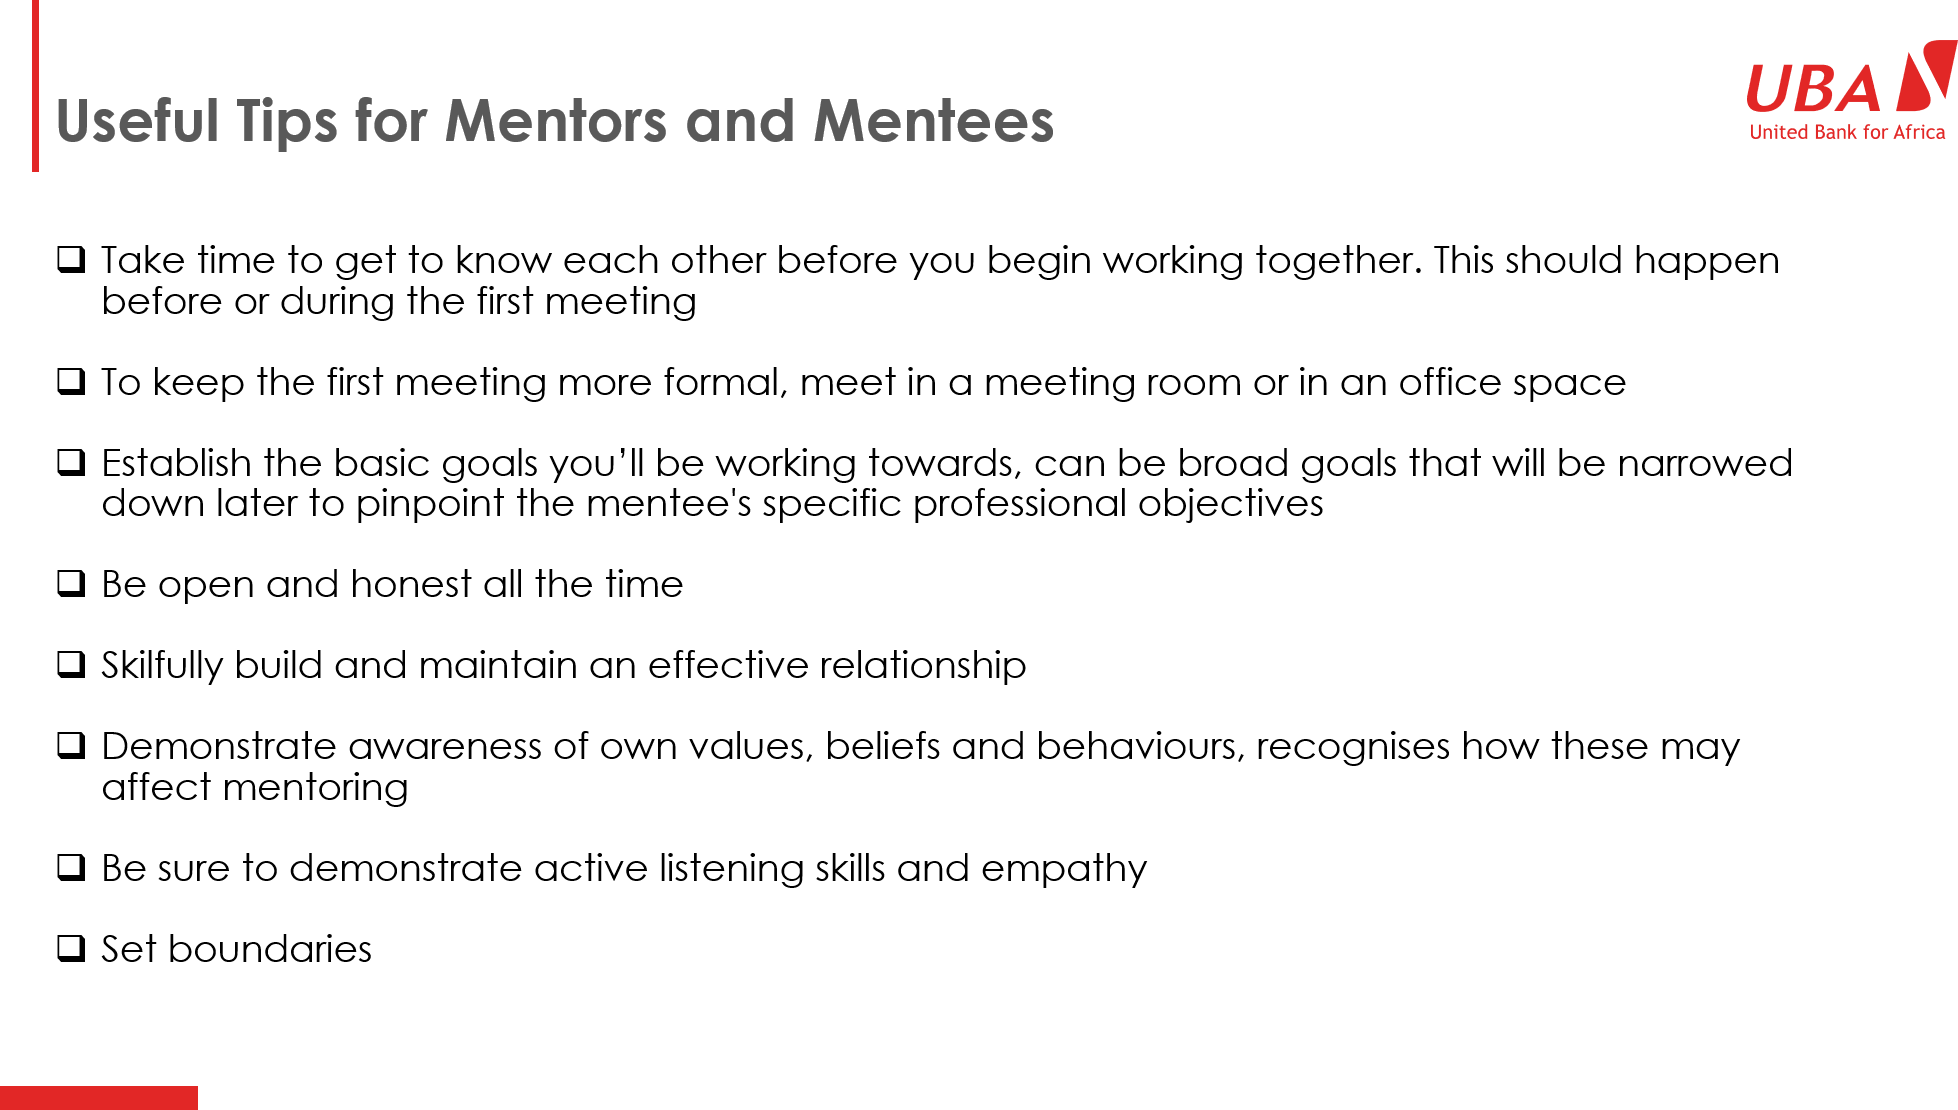 Useful Tips for Mentors and Mentees
UBA
United Bank for Africa
Take time to get to know each other before you begin working together. This should happen
before or during the first meeting
To keep the first meeting more formal, meet in a meeting room or in an office space
Establish the basic goals you’ll be working towards, can be broad goals that will be narrowed
down later to pinpoint the mentee's specific professional objectives
Be open and honest all the time
Skilfully build and maintain an effective relationship
Demonstrate awareness of own values, beliefs and behaviours, recognises how these may
affect mentoring
Be sure to demonstrate active listening skills and empathy
Set boundaries